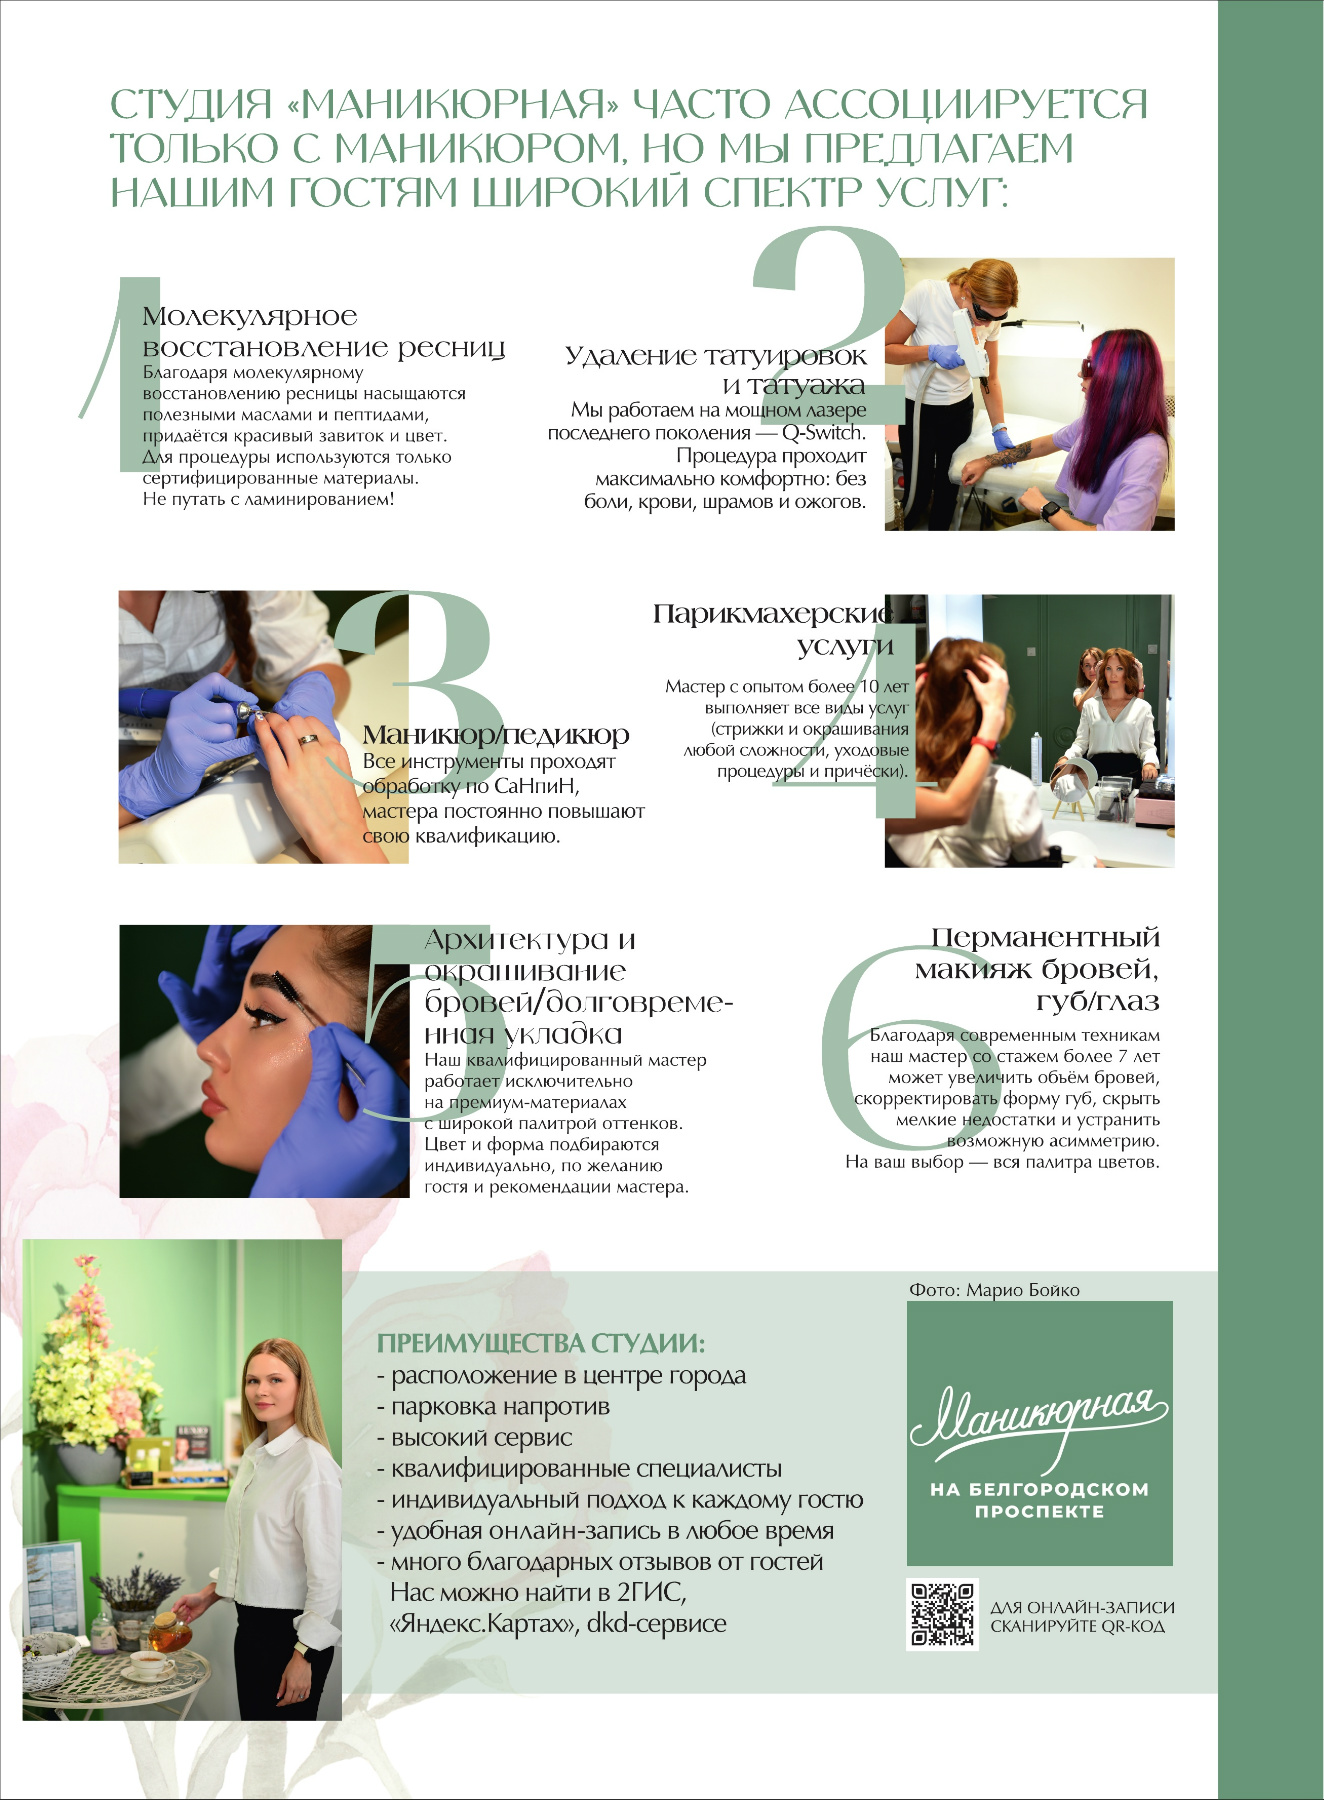 СТУДИЯ «МАНИКЮРНАЯ» ЧАСТО АССОЦИИРУЕТСЯ
ТОЛЬКО С МАНИКЮРОМ, НО МЫ ПРЕДЛАГАЕМ
НАШИМ ГОСТЯМ ШИРОКИЙ СПЕКТР УСЛУГ:
1
Молекулярное
восстановление ресниц
Благодаря молекулярному
восстановлению ресницы насыщаются
полезными маслами и пептидами,
придаётся красивый завиток и цвет.
Для процедуры используются только
сертифицированные материалы.
Не путать с ламинированием!
2
Удаление татуировок
и татуажа
Мы работаем на мощном лазере
последнего поколения — Q-Switch.
Процедура проходит
максимально комфортно: без
боли, крови, шрамов и ожогов.
3
Маникюр/педикюр
Все инструменты проходят
обработку по СаНпиН,
мастера постоянно повышают
свою квалификацию.
4
Парикмахерские
услуги
Мастер с опытом более 10 лет
выполняет все виды услуг
(стрижки и окрашивания
любой сложности, уходовые
процедуры и причёски).
5
Архитектура и
окрашивание
бровей/долговреме-
нная укладка
Наш квалифицированный мастер
работает исключительно
на премиум-материалах
с широкой палитрой оттенков.
Цвет и форма подбираются
индивидуально, по желанию
гостя и рекомендации мастера.
6
Перманентный
макияж бровей,
губ/глаз
Благодаря современным техникам
наш мастер со стажем более 7 лет
может увеличить обьём бровей,
скорректировать форму губ, скрыть
мелкие недостатки и устранить
возможную асимметрию.
На ваш выбор — вся палитра цветов.
ПРЕИМУЩЕСТВА СТУДИИ:
- расположение в центре города
- парковка напротив
- высокий сервис
- квалифицированные специалисты
- индивидуальный подход к каждому гостю
- удобная онлайн-запись в любое время
- много благодарных отзывов от гостей
Нас можно найти в 2ГИС,
«Яндекс.Картах», dkd-сервисе
Фото: Марио Бойко
Маникюрная
НА БЕЛГОРОДСКОМ
ПРОСПЕКТЕ
ДЛЯ ОНЛАЙН-ЗАПИСИ
СКАНИРУЙТЕ QR-КОД